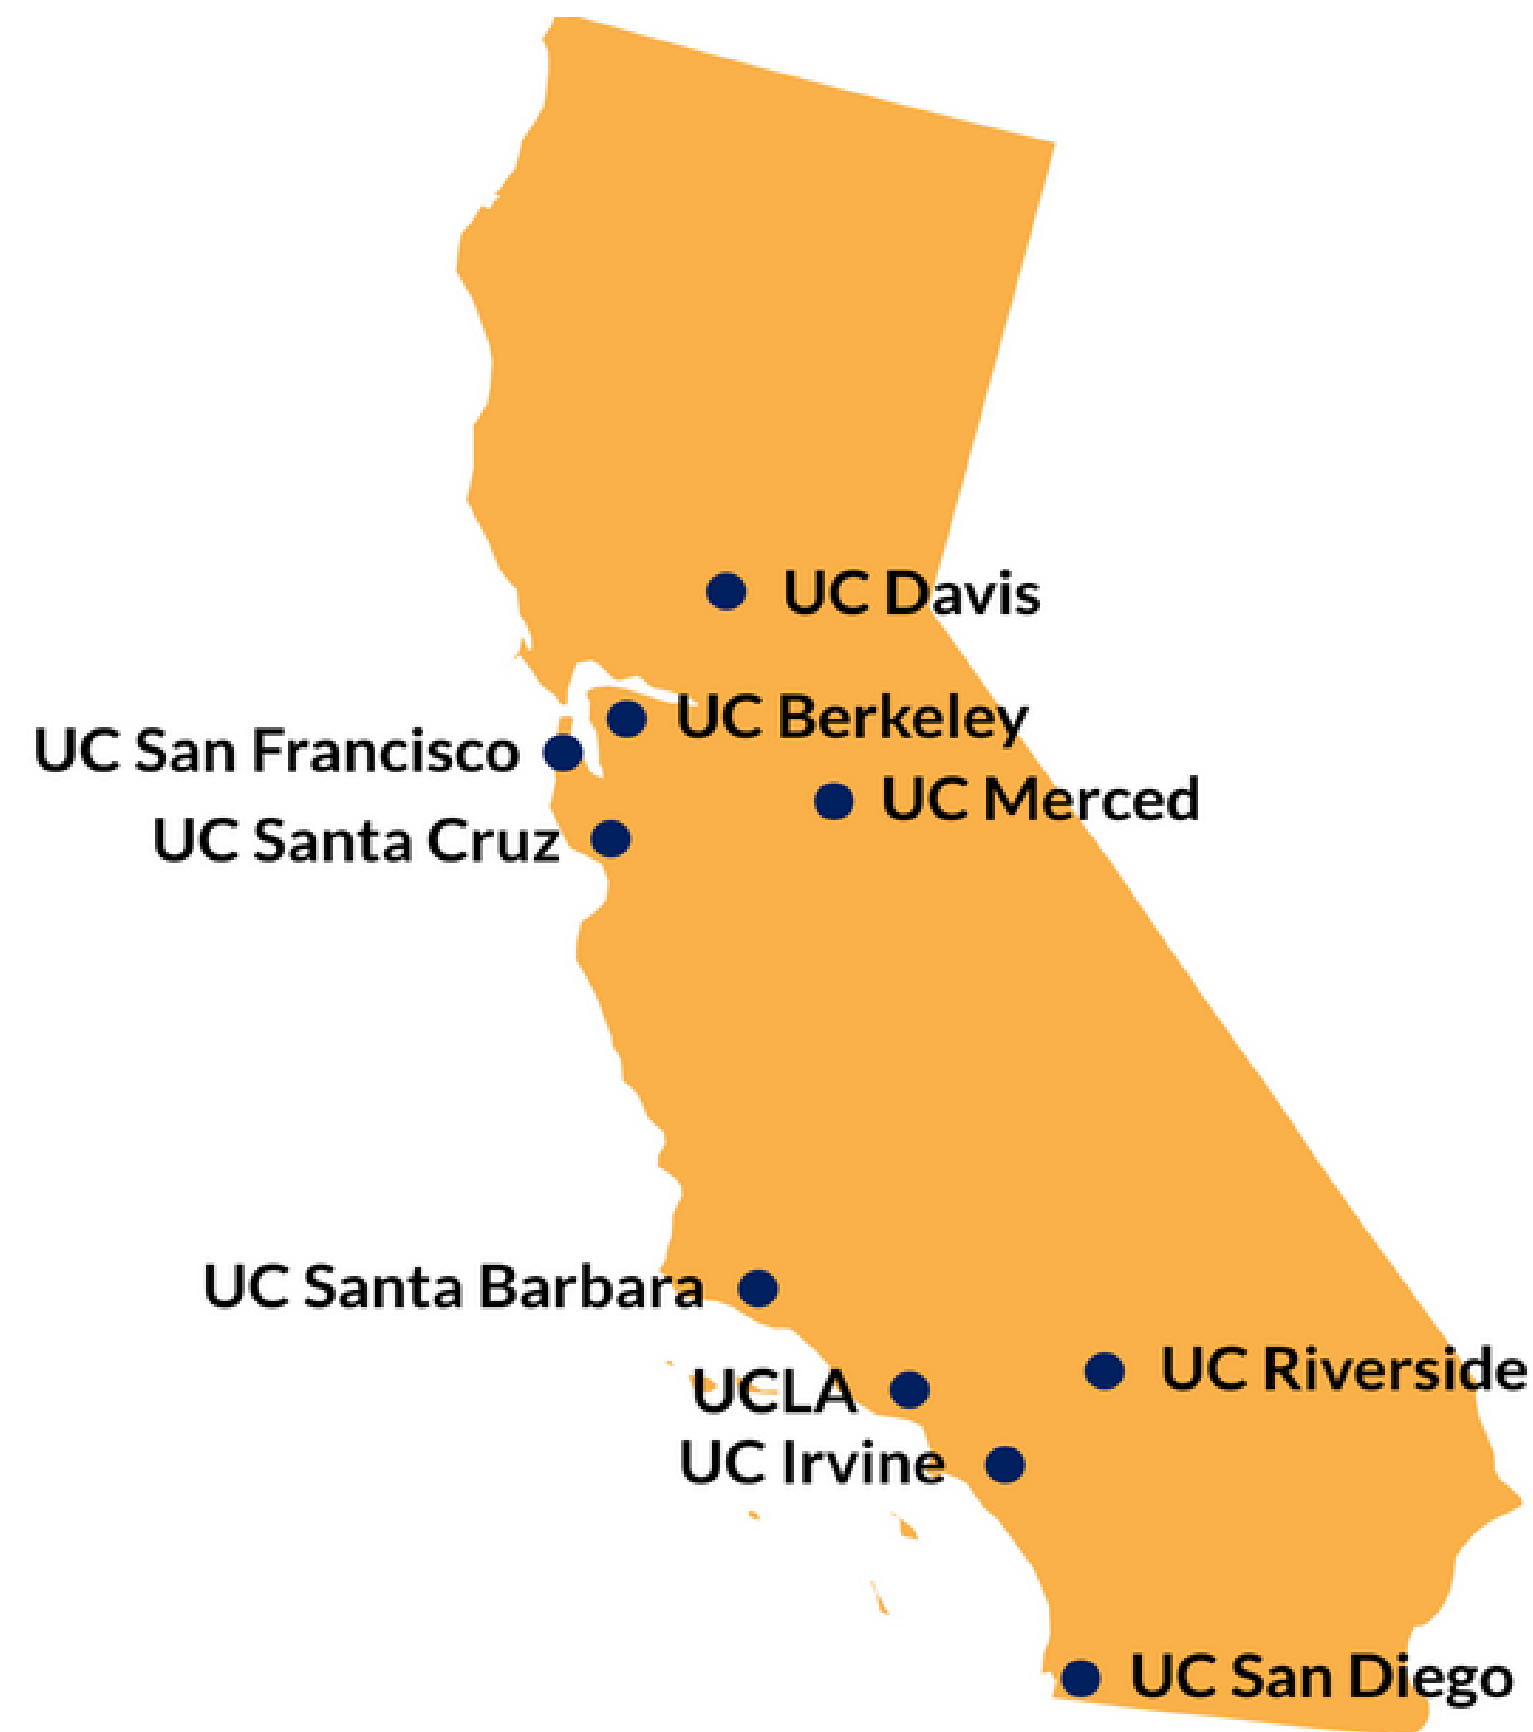 UC Davis
UC Berkeley
UC San Francisco
UC Merced
UC Santa Cruz
UC Santa Barbara
UC Riverside
UCLA
UC Irvine
UC San Diego